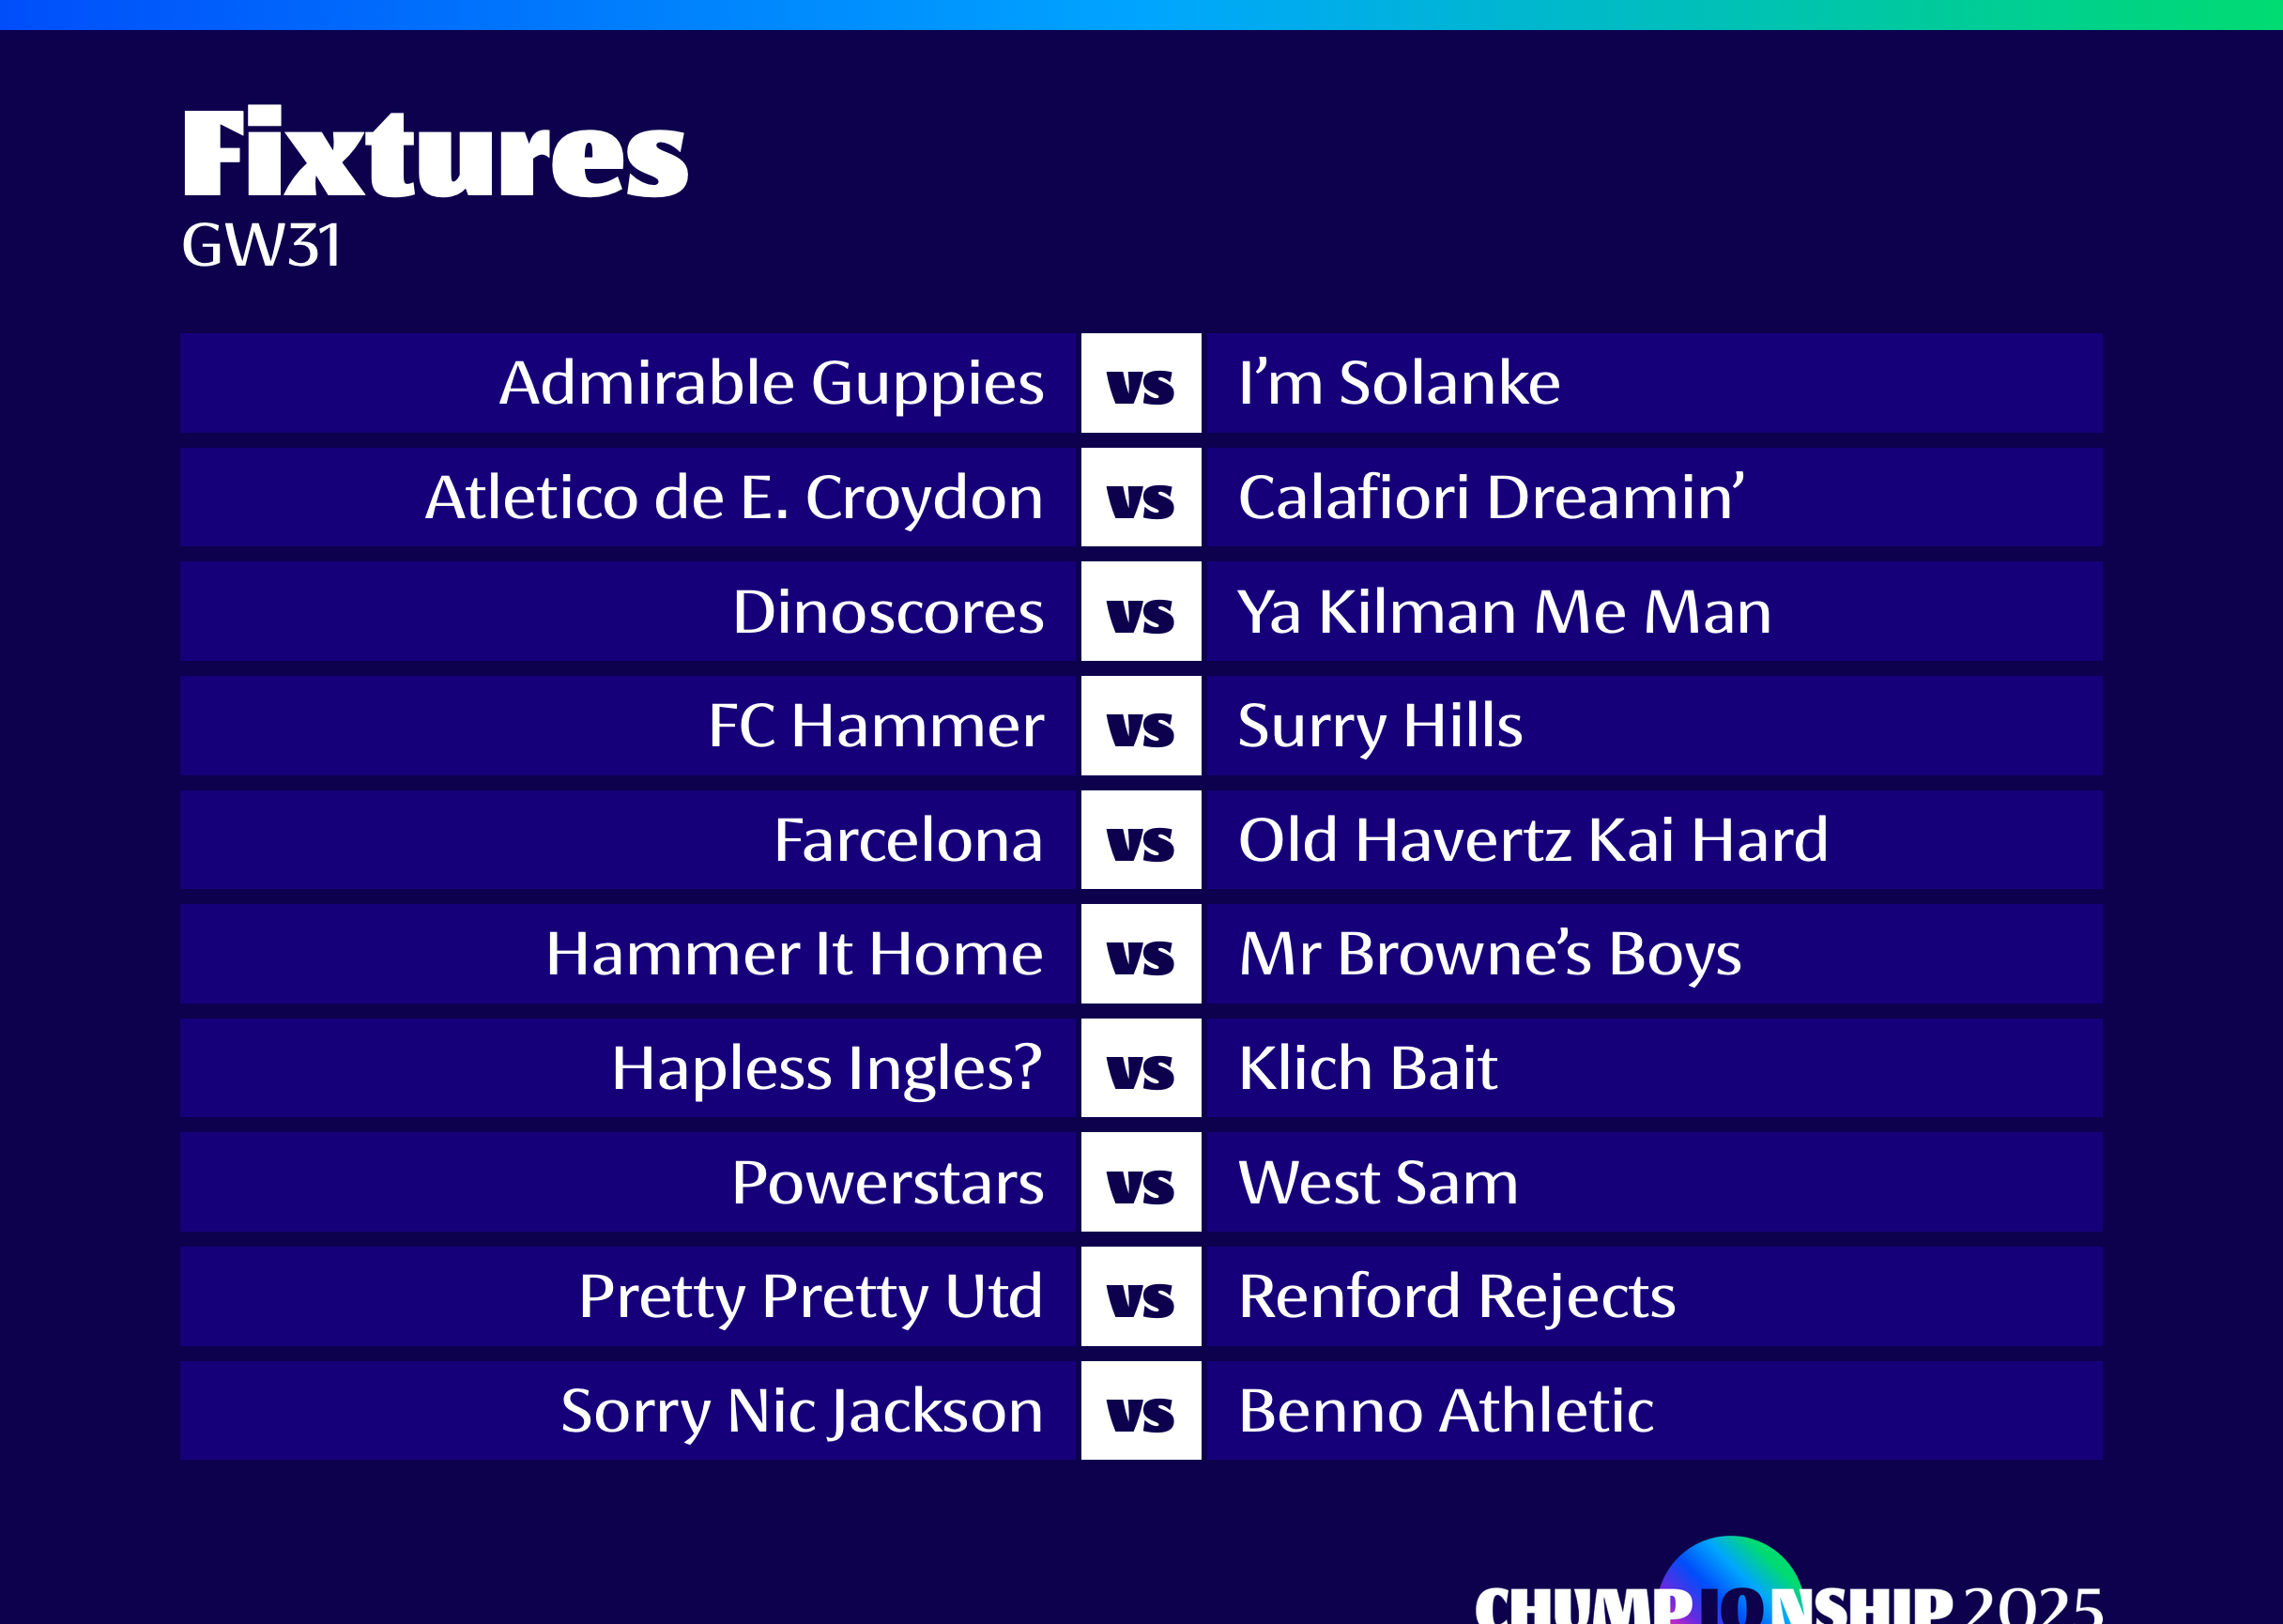 Fixtures
GW31
Admirable Guppies vs I’m Solanke
Atletico de E. Croydon vs Calafiori Dreamin’
Dinoscores vs Ya Kilman Me Man
FC Hammer vs Surry Hills
Farcelona vs Old Havertz Kai Hard
Hammer It Home vs Mr Browne’s Boys
Hapless Ingles? vs Klich Bait
Powerstars vs West Sam
Pretty Pretty Utd vs Renford Rejects
Sorry Nic Jackson vs Benno Athletic
CHUMPIONSHIP 2025